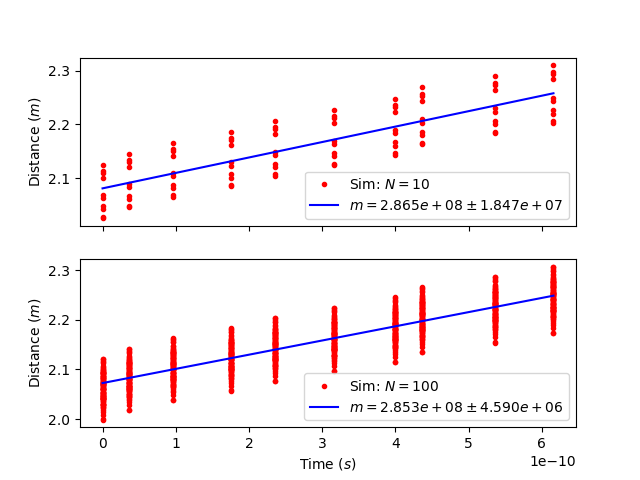 2.3
2.2
2.1
Distance (m)
Sim: N = 10
m = 2.865e + 08 ± 1.847e + 07
2.3
2.2
2.1
2.0
Distance (m)
Sim: N = 100
m = 2.853e + 08 ± 4.590e + 06
0 1 2 3 4 5 6
Time (s)
1e−10